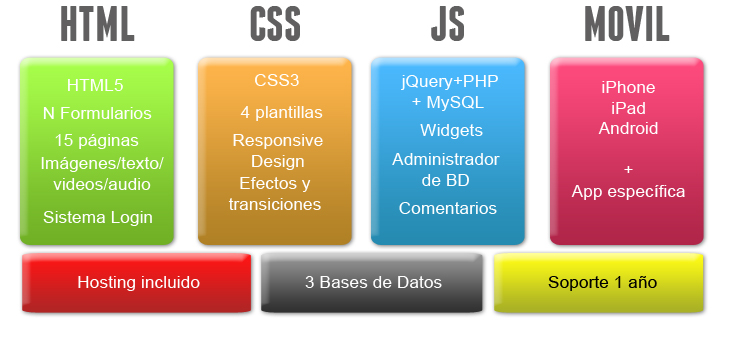 HTML
CSS
JS
MOVIL
HTML5
N Formularios
15 páginas
Imágenes/texto/
videos/audio
Sistema Login
CSS3
4 plantillas
Responsive
Design
Efectos y
transiciones
jQuery+PHP
+ MySQL
Widgets
Administrador
de BD
Comentarios
iPhone
iPad
Android
+
App específica
Hosting incluido
3 Bases de Datos
Soporte 1 año